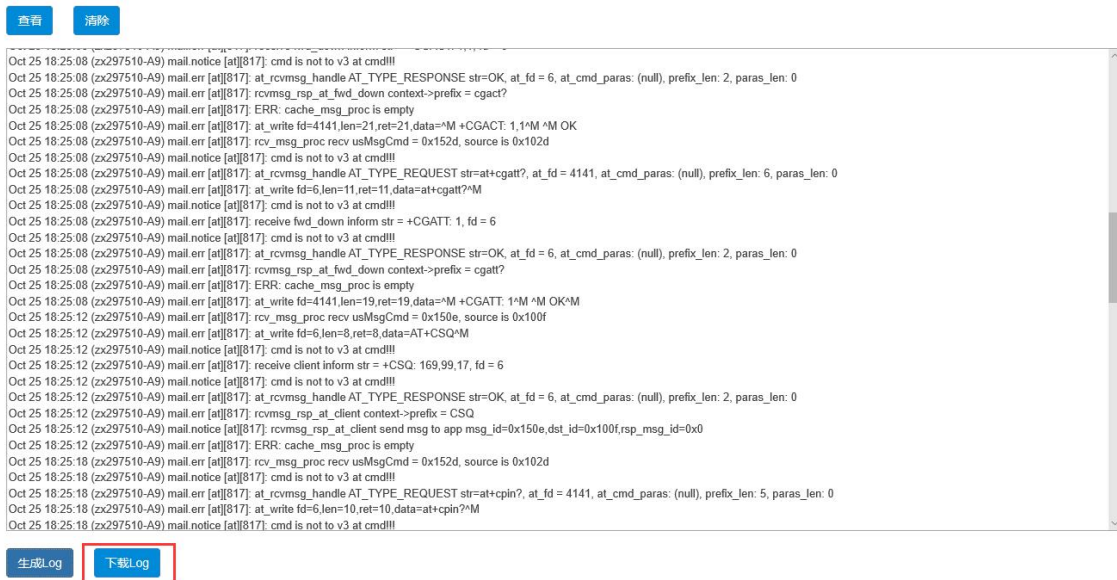 查看 清除
Oct 25 18:25:08 (zx297510-A9) mail.notice [at][817]: cmd is not to v3 at cmd!!!
Oct 25 18:25:08 (zx297510-A9) mail.err [at][817]: at_rcvmsg_handle AT_TYPE_RESPONSE str=OK, at_fd = 6, at_cmd_paras: (null), prefix_len: 2, paras_len: 0
Oct 25 18:25:08 (zx297510-A9) mail.err [at][817]: rcvmsg_rsp_at_fwd_down context->prefix = cgact?
Oct 25 18:25:08 (zx297510-A9) mail.err [at][817]: ERR: cache_msg_proc is empty
Oct 25 18:25:08 (zx297510-A9) mail.err [at][817]: at_write fd=4141,len=21,ret=21,data=^M +CGACT: 1,1^M ^M OK
Oct 25 18:25:08 (zx297510-A9) mail.err [at][817]: rcv_msg_proc recv usMsgCmd = 0x152d, source is 0x102d
Oct 25 18:25:08 (zx297510-A9) mail.notice [at][817]: cmd is not to v3 at cmd!!!
Oct 25 18:25:08 (zx297510-A9) mail.err [at][817]: at_rcvmsg_handle AT_TYPE_REQUEST str=at+cgatt?, at_fd = 4141, at_cmd_paras: (null), prefix_len: 6, paras_len: 0
Oct 25 18:25:08 (zx297510-A9) mail.err [at][817]: at_write fd=6,len=11,ret=11,data=at+cgatt?^M
Oct 25 18:25:08 (zx297510-A9) mail.notice [at][817]: cmd is not to v3 at cmd!!!
Oct 25 18:25:08 (zx297510-A9) mail.err [at][817]: receive fwd_down inform str = +CGATT: 1, fd = 6
Oct 25 18:25:08 (zx297510-A9) mail.notice [at][817]: cmd is not to v3 at cmd!!!
Oct 25 18:25:08 (zx297510-A9) mail.err [at][817]: at_rcvmsg_handle AT_TYPE_RESPONSE str=OK, at_fd = 6, at_cmd_paras: (null), prefix_len: 2, paras_len: 0
Oct 25 18:25:08 (zx297510-A9) mail.err [at][817]: rcvmsg_rsp_at_fwd_down context->prefix = cgatt?
Oct 25 18:25:08 (zx297510-A9) mail.err [at][817]: ERR: cache_msg_proc is empty
Oct 25 18:25:08 (zx297510-A9) mail.err [at][817]: at_write fd=4141,len=19,ret=19,data=^M +CGATT: 1^M ^M OK^M
Oct 25 18:25:12 (zx297510-A9) mail.err [at][817]: rcv_msg_proc recv usMsgCmd = 0x150e, source is 0x100f
Oct 25 18:25:12 (zx297510-A9) mail.err [at][817]: at_write fd=6,len=8,ret=8,data=AT+CSQ^M
Oct 25 18:25:12 (zx297510-A9) mail.notice [at][817]: cmd is not to v3 at cmd!!!
Oct 25 18:25:12 (zx297510-A9) mail.err [at][817]: receive client inform str = +CSQ: 169,99,17, fd = 6
Oct 25 18:25:12 (zx297510-A9) mail.notice [at][817]: cmd is not to v3 at cmd!!!
Oct 25 18:25:12 (zx297510-A9) mail.err [at][817]: at_rcvmsg_handle AT_TYPE_RESPONSE str=OK, at_fd = 6, at_cmd_paras: (null), prefix_len: 2, paras_len: 0
Oct 25 18:25:12 (zx297510-A9) mail.err [at][817]: rcvmsg_rsp_at_client context->prefix = CSQ
Oct 25 18:25:12 (zx297510-A9) mail.notice [at][817]: rcvmsg_rsp_at_client send msg to app msg_id=0x150e,dst_id=0x100f,rsp_msg_id=0x0
Oct 25 18:25:12 (zx297510-A9) mail.err [at][817]: ERR: cache_msg_proc is empty
Oct 25 18:25:18 (zx297510-A9) mail.err [at][817]: rcv_msg_proc recv usMsgCmd = 0x152d, source is 0x102d
Oct 25 18:25:18 (zx297510-A9) mail.notice [at][817]: cmd is not to v3 at cmd!!!
Oct 25 18:25:18 (zx297510-A9) mail.err [at][817]: at_rcvmsg_handle AT_TYPE_REQUEST str=at+cpin?, at_fd = 4141, at_cmd_paras: (null), prefix_len: 5, paras_len: 0
Oct 25 18:25:18 (zx297510-A9) mail.err [at][817]: at_write fd=6,len=10,ret=10,data=at+cpin?^M
Oct 25 18:25:18 (zx297510-A9) mail.notice [at][817]: cmd is not to v3 at cmd!!!
生成Log 下载Log